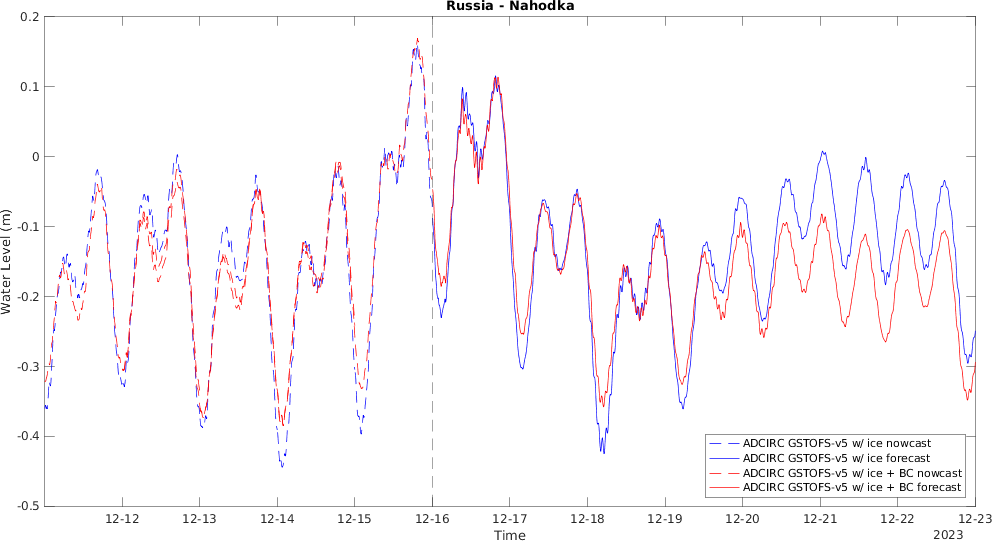 Russia - Nahodka
0.2
0.1
0
-0.1
-0.2
-0.3
-0.4
-0.5
Water Level (m)
ADCIRC GSTOFS-v5 w/ ice nowcast
ADCIRC GSTOFS-v5 w/ ice forecast
ADCIRC GSTOFS-v5 w/ ice + BC nowcast
ADCIRC GSTOFS-v5 w/ ice + BC forecast
12-12 12-13 12-14 12-15 12-16 12-17 12-18 12-19 12-20 12-21 12-22 12-23
Time
2023